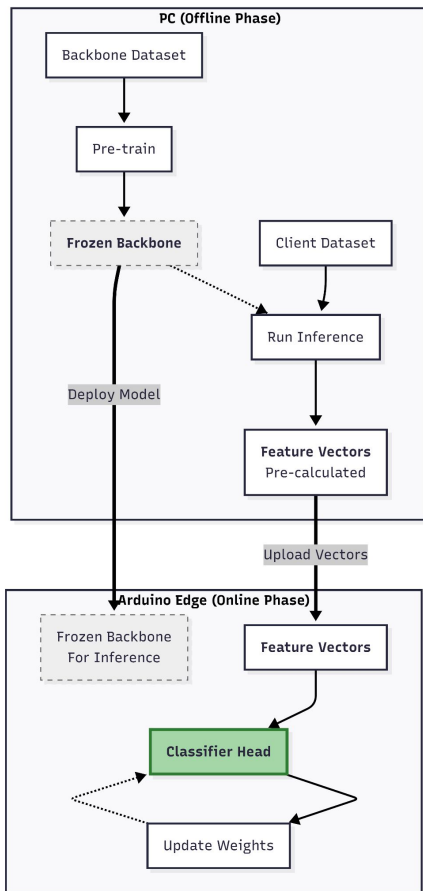 PC (Offline Phase)
Backbone Dataset
Pre-train
Frozen Backbone
Client Dataset
Run Inference
Deploy Model
Feature Vectors
Pre-calculated
Upload Vectors
Arduino Edge (Online Phase)
Frozen Backbone
For Inference
Feature Vectors
Classifier Head
Update Weights